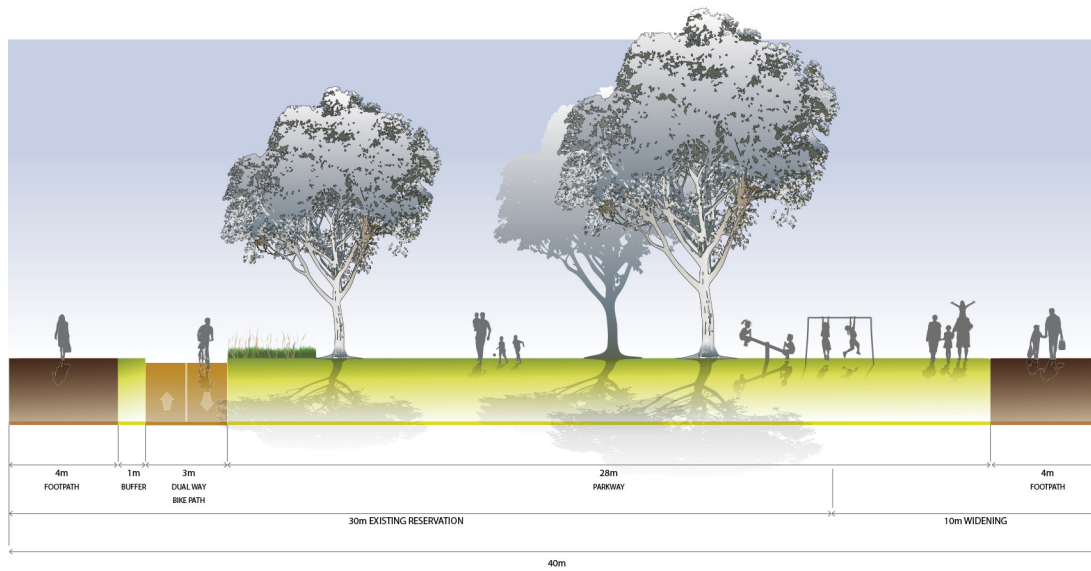 4m
FOOTPATH
1m
BUFFER
3m
DUAL WAY
BIKE PATH
28m
PARKWAY
4m
FOOTPATH
30m EXISTING RESERVATION
10m WIDENING
40m